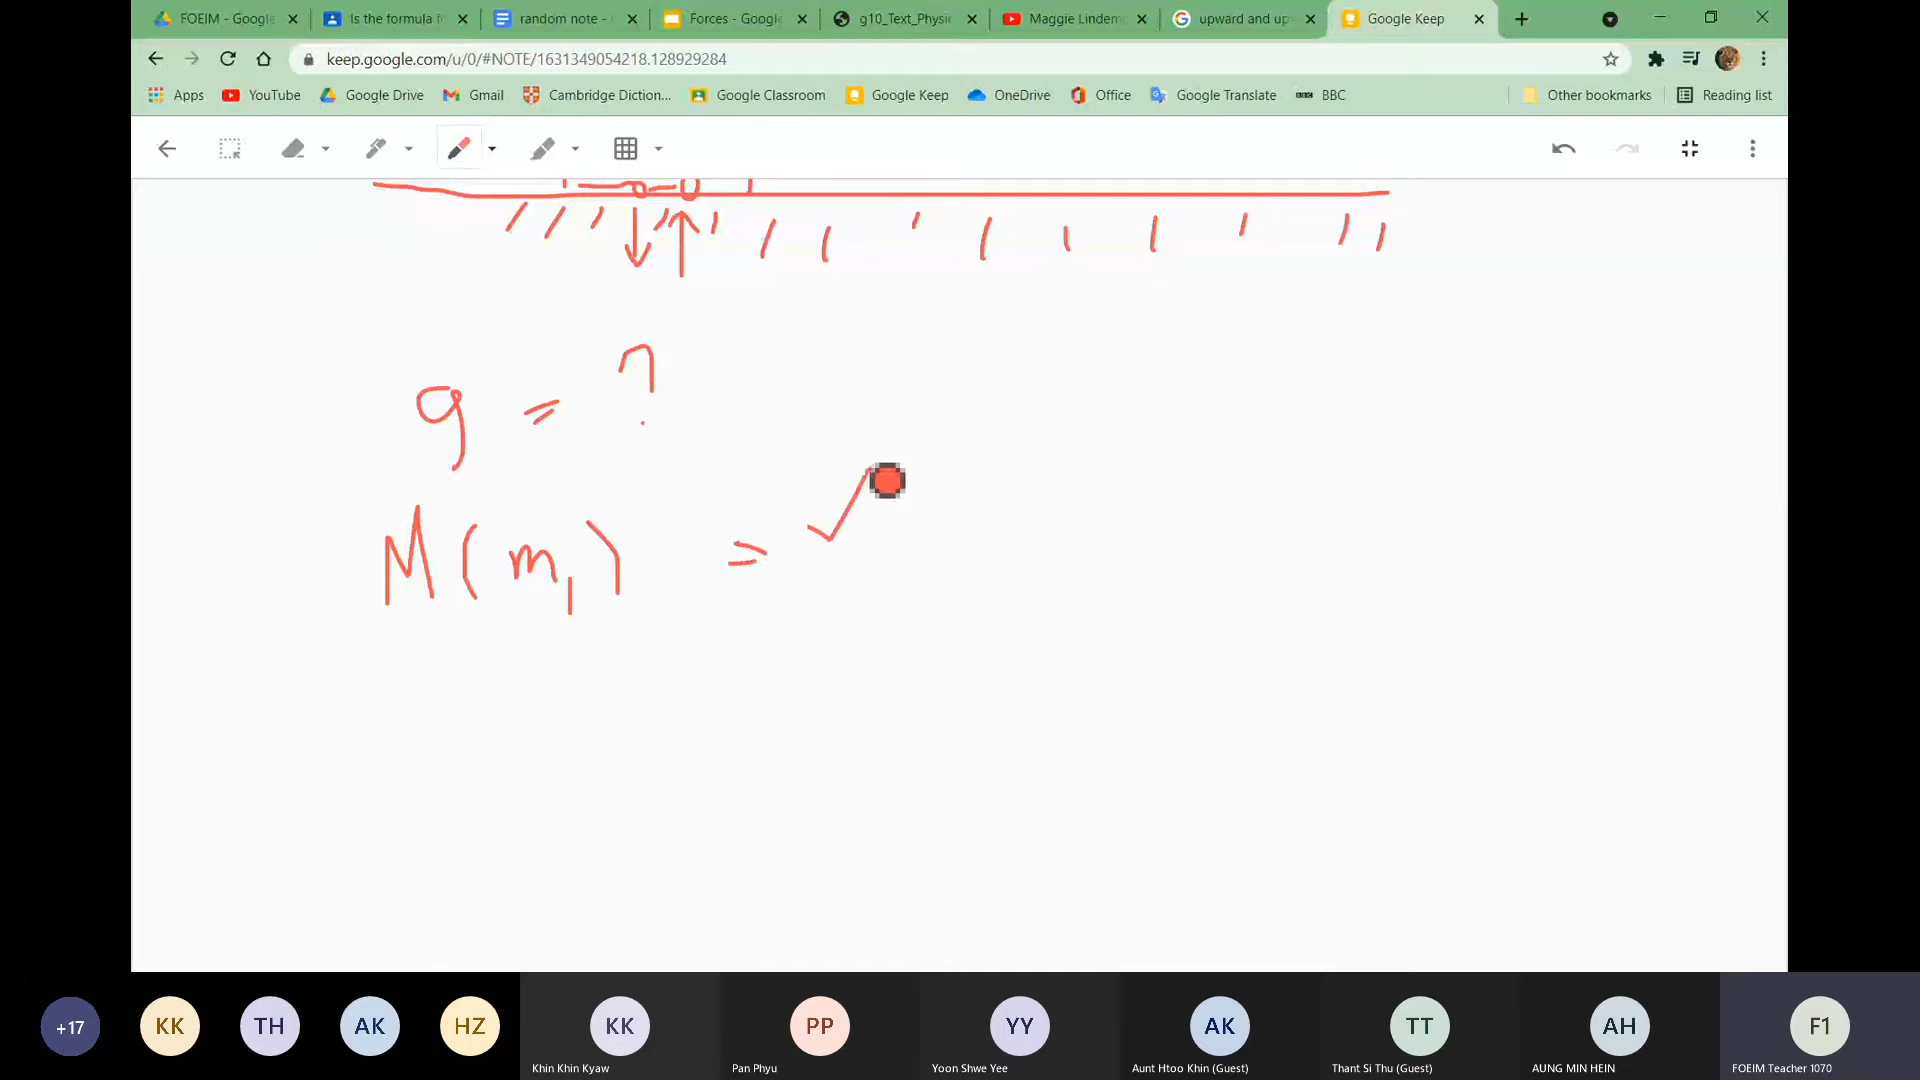 FOEIM - Google
Is the formula f
random note -
Forces - Google
g10_Text_Physi
Maggie Lindem
upward and up
Google Keep
keep.google.com/u/0/#NOTE/1631349054218.128929284
Apps
YouTube
Google Drive
Gmail
Cambridge Diction...
Google Classroom
Google Keep
OneDrive
Office
Google Translate
BBC
Other bookmarks
Reading list
g = ?
M(m₁) = ✓
+17
KK
TH
AK
HZ
KK
PP
YY
AK
TT
AH
F1
Khin Khin Kyaw
Pan Phyu
Yoon Shwe Yee
Aunt Htoo Khin (Guest)
Thant Si Thu (Guest)
AUNG MIN HEIN
FOEIM Teacher 1070